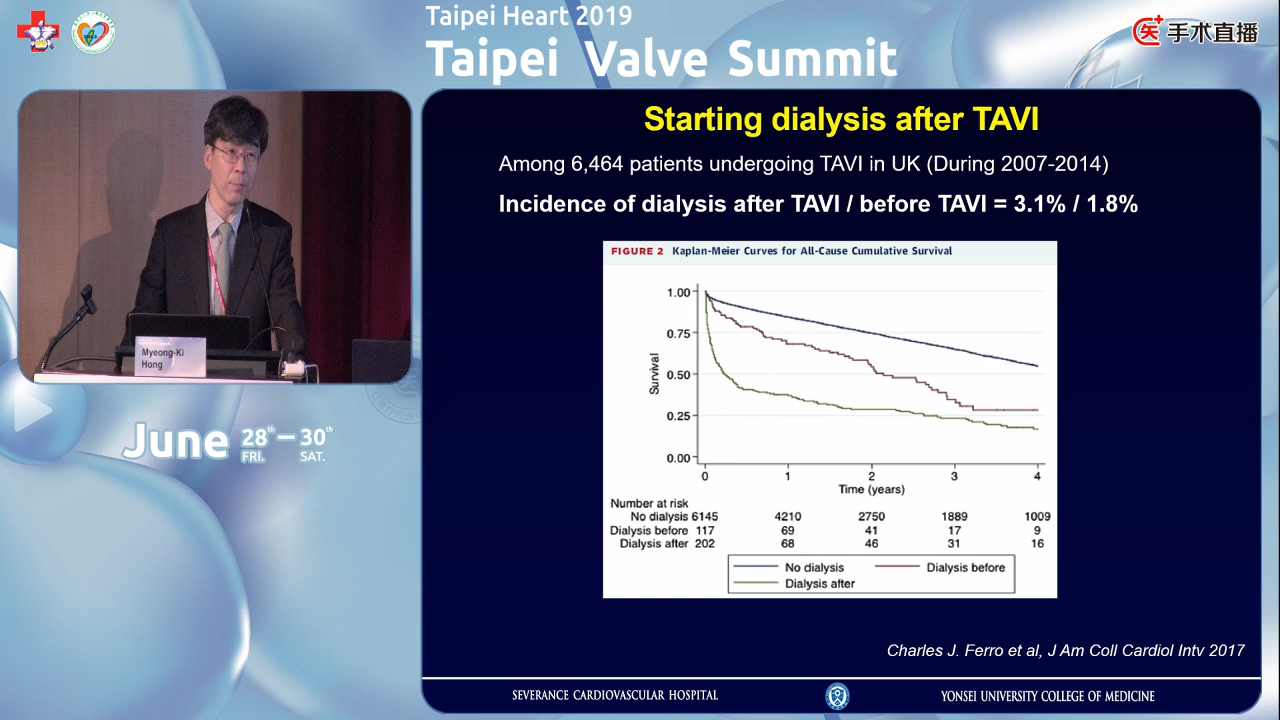 Taipei Heart 2019
Taipei Valve Summit
手术直播
Myeong-Ki
Hong
June 28th — 30th
FRI. SAT.
Starting dialysis after TAVI
Among 6,464 patients undergoing TAVI in UK (During 2007-2014)
Incidence of dialysis after TAVI / before TAVI = 3.1% / 1.8%
FIGURE 2 Kaplan-Meier Curves for All-Cause Cumulative Survival
1.00
0.75
0.50
0.25
0.00
Survival
0 1 2 3 4
Time (years)
Number at risk
No dialysis 6145 4210 2750 1889 1009
Dialysis before 117 69 41 17 9
Dialysis after 202 68 46 31 16
No dialysis Dialysis before
Dialysis after
Charles J. Ferro et al, J Am Coll Cardiol Intv 2017
SEVERANCE CARDIOVASCULAR HOSPITAL YONSEI UNIVERSITY COLLEGE OF MEDICINE